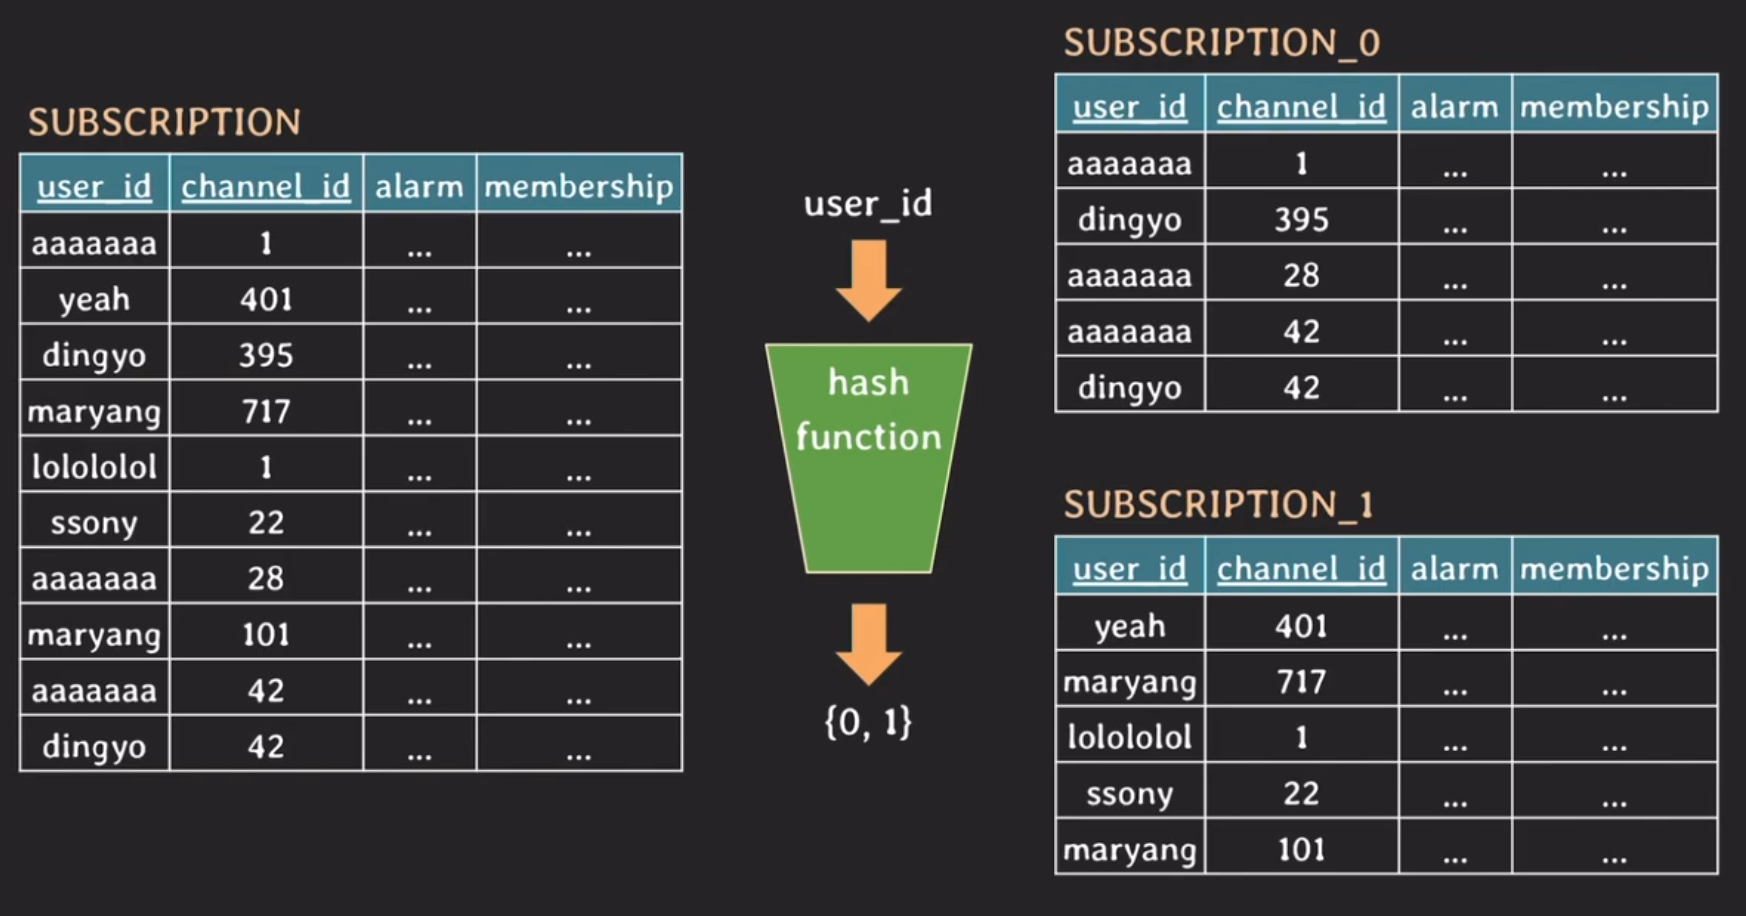 SUBSCRIPTION
user_id channel_id alarm membership
aaaaaaa 1 ... ...
yeah 401 ... ...
dingyo 395 ... ...
maryang 717 ... ...
lolololol 1 ... ...
ssony 22 ... ...
aaaaaaa 28 ... ...
maryang 101 ... ...
aaaaaaa 42 ... ...
dingyo 42 ... ...
user_id
hash
function
{0, 1}
SUBSCRIPTION_0
user_id channel_id alarm membership
aaaaaaa 1 ... ...
dingyo 395 ... ...
aaaaaaa 28 ... ...
aaaaaaa 42 ... ...
dingyo 42 ... ...
SUBSCRIPTION_1
user_id channel_id alarm membership
yeah 401 ... ...
maryang 717 ... ...
lolololol 1 ... ...
ssony 22 ... ...
maryang 101 ... ...